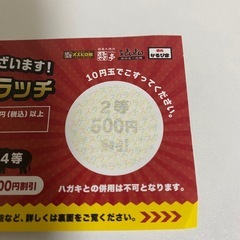 ざいます!
ラッチ
円(税込)以上
4等
00円割引
10円玉でこすってください。
2等
500円
割引
ハガキとの併用は不可となります。
など、詳しくは裏面をご覧ください。